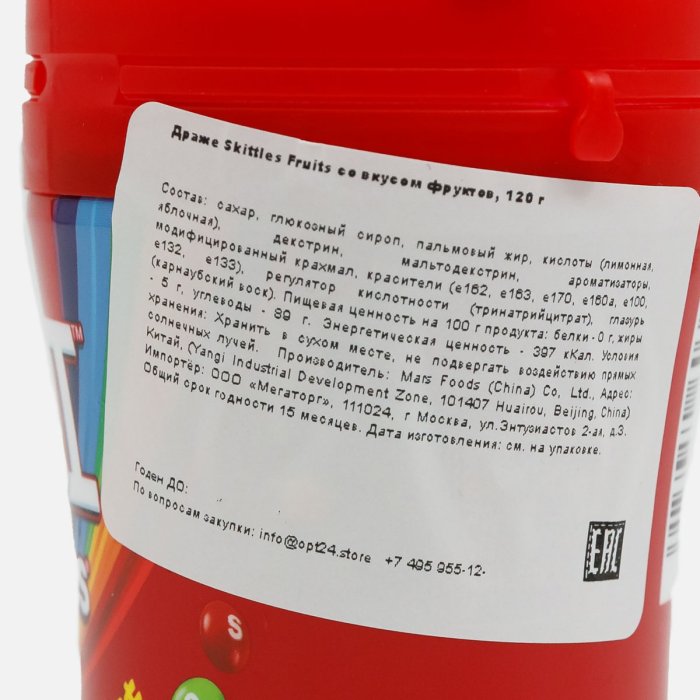 Драже Skittles Fruits со вкусом фруктов, 120 г
Состав: сахар, глюкозный сироп, пальмовый жир, кислоты (лимонная,
яблочная), декстрин, мальтодекстрин, ароматизаторы,
модифицированный крахмал, красители (е162, е163, е170, е160а, е100,
е132, е133), регулятор кислотности (тринатрийцитрат), глазурь
(карнаубский воск). Пищевая ценность на 100 г продукта: белки - 0 г, жиры
- 5 г, углеводы - 89 г. Энергетическая ценность - 397 кКал. Условия
хранения: Хранить в сухом месте, не подвергать воздействию прямых
солнечных лучей. Производитель: Mars Foods (China) Co, Ltd., Адрес:
Китай, (Yangi Industrial Development Zone, 101407 Huairou, Beijing, China)
Импортёр: ООО «Мегаторг», 111024, г Москва, ул.Энтузиастов 2-ая, д.3.
Общий срок годности 15 месяцев. Дата изготовления: см. на упаковке.
Годен ДО:
По вопросам закупки: info@opt24.store +7 495 955-12-
EAC
S